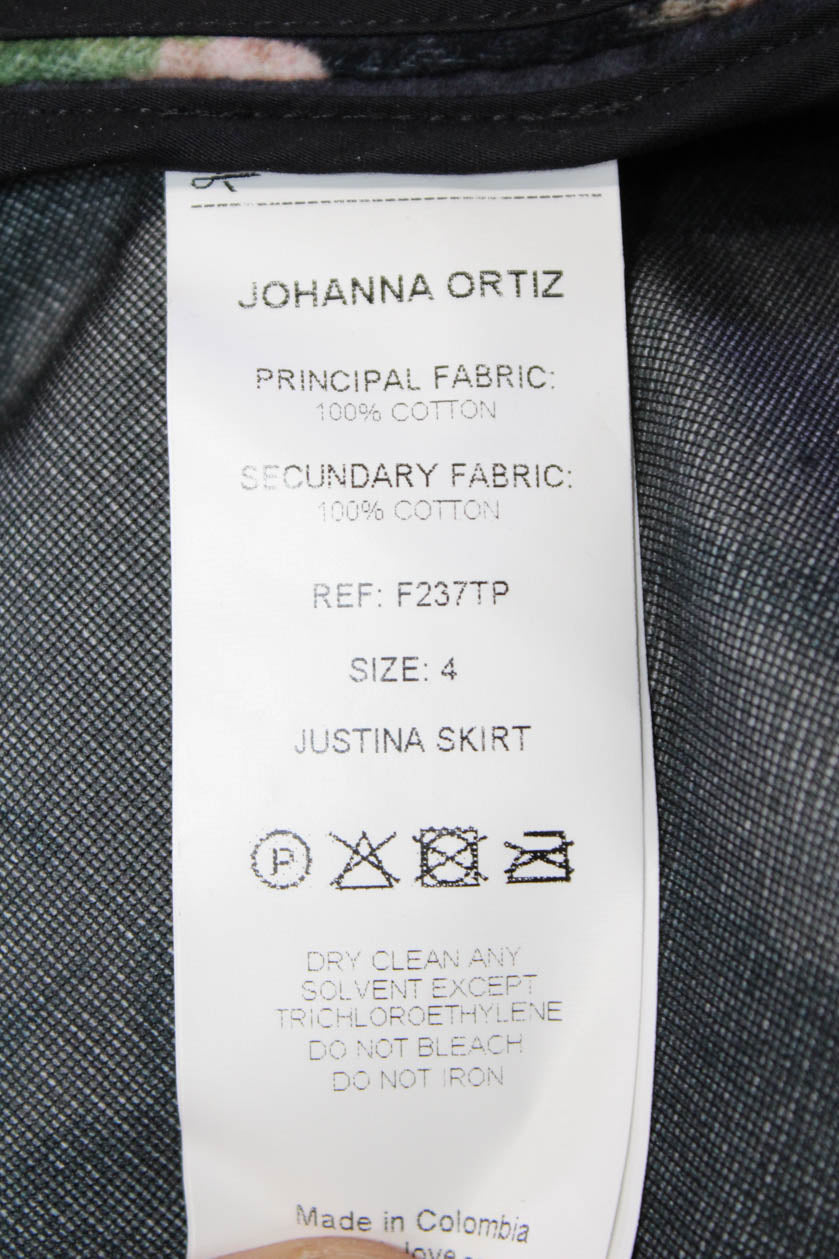 JOHANNA ORTIZ
PRINCIPAL FABRIC:
100% COTTON
SECUNDARY FABRIC:
100% COTTON
REF: F237TP
SIZE: 4
JUSTINA SKIRT
P
DRY CLEAN ANY
SOLVENT EXCEPT
TRICHLOROETHYLENE
DO NOT BLEACH
DO NOT IRON
Made in Colombia